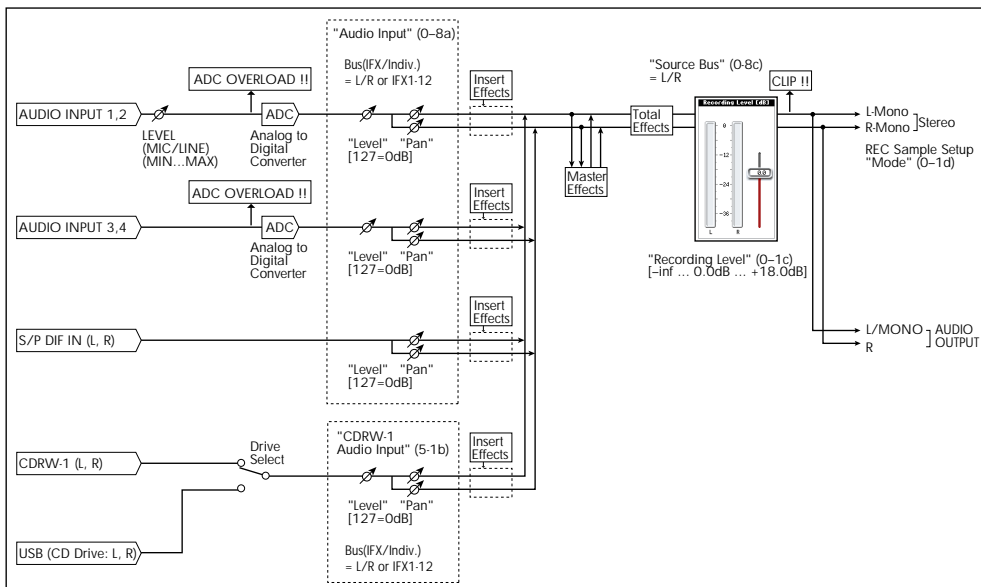 "Audio Input" (0–8a)
Bus(IFX/Indiv.)
= L/R or IFX1-12
"Source Bus" (0-8c)
= L/R
ADC OVERLOAD !!
Insert
Effects
CLIP !!
Recording Level [dB]
AUDIO INPUT 1,2
ADC
LEVEL
(MIC/LINE)
(MIN...MAX)
Analog to
Digital
Converter
"Level" "Pan"
[127=0dB]
Total
Effects
Master
Effects
0
-12
-24
-36
0.0
L
R
L-Mono
R-Mono
Stereo
REC Sample Setup
"Mode" (0–1d)
ADC OVERLOAD !!
Insert
Effects
AUDIO INPUT 3,4
ADC
Analog to
Digital
Converter
"Level" "Pan"
[127=0dB]
"Recording Level" (0–1c)
[–inf ... 0.0dB ... +18.0dB]
Insert
Effects
S/P DIF IN (L, R)
"Level" "Pan"
[127=0dB]
L/MONO
R
AUDIO
OUTPUT
"CDRW-1
Audio Input" (5-1b)
Insert
Effects
Drive
Select
CDRW-1 (L, R)
"Level" "Pan"
[127=0dB]
USB (CD Drive: L, R)
Bus(IFX/Indiv.)
= L/R or IFX1-12